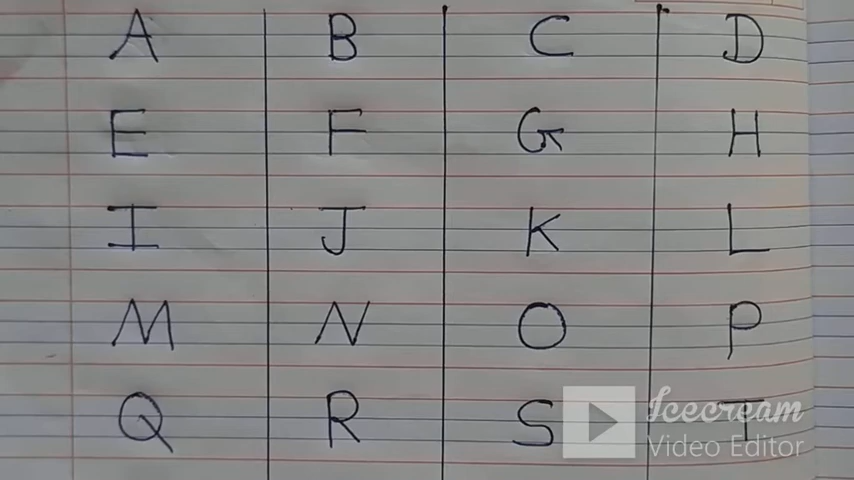 A B C D
E F G H
I J K L
M N O P
Q R S T
Icecream
Video Editor